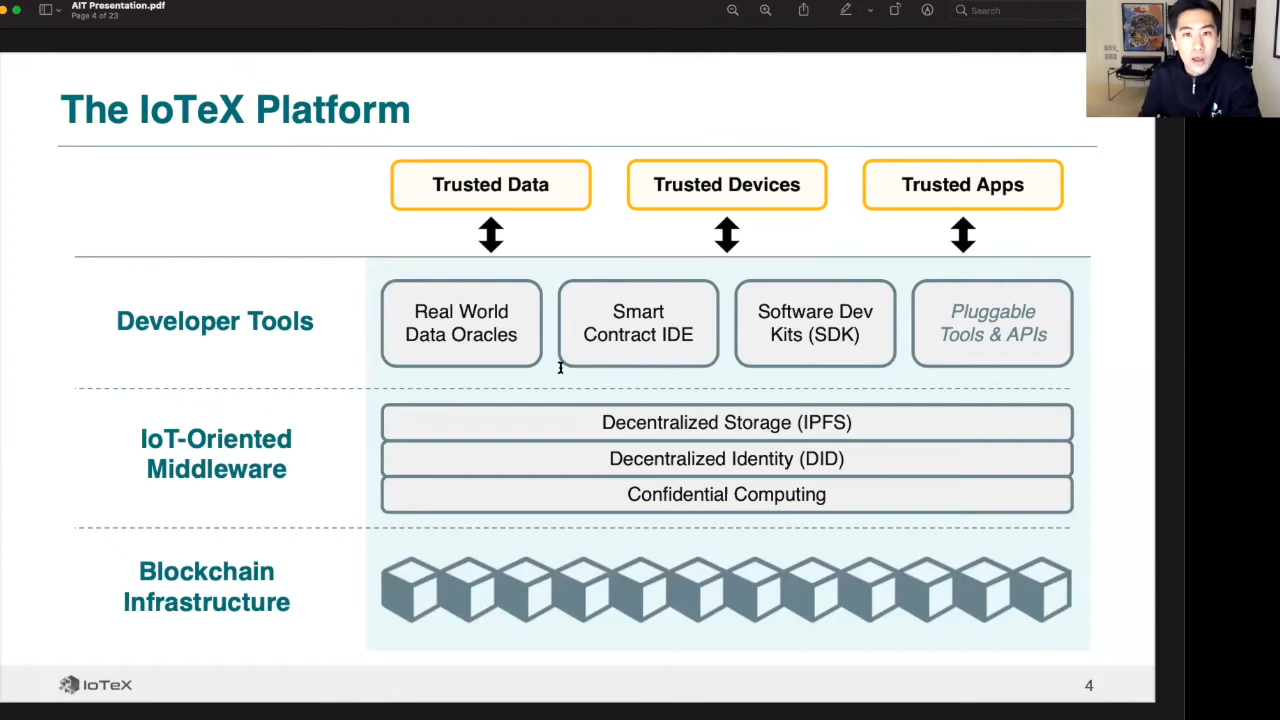 AIT Presentation.pdf
Page 4 of 23
Search
The IoTeX Platform
Trusted Data
Trusted Devices
Trusted Apps
Developer Tools
Real World
Data Oracles
Smart
Contract IDE
Software Dev
Kits (SDK)
Pluggable
Tools & APIs
IoT-Oriented
Middleware
Decentralized Storage (IPFS)
Decentralized Identity (DID)
Confidential Computing
Blockchain
Infrastructure
IoTeX
4